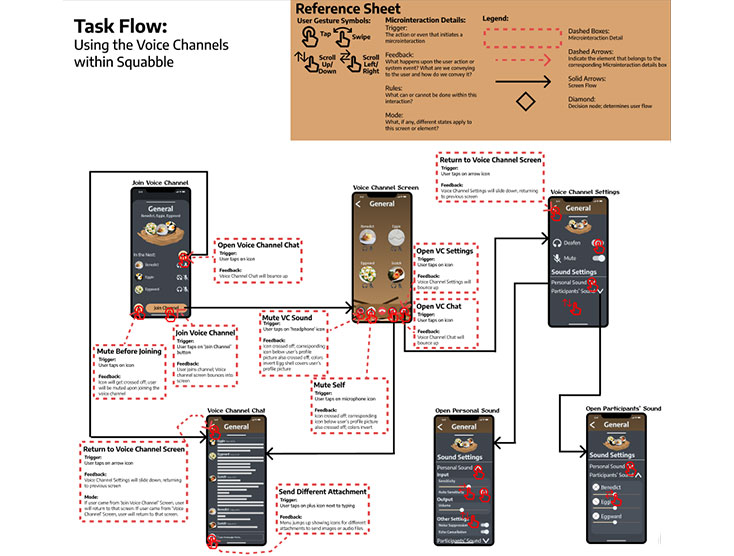 Task Flow:
Using the Voice Channels
within Squabble
Reference Sheet
User Gesture Symbols:
Tap
Swipe
Scroll
Up/
Down
Scroll
Left/
Right
Microinteraction Details:
Trigger:
The action or even that initiates a
microinteraction
Feedback:
What happens upon the user action or
system event? What are we conveying
to the user and how do we convey it?
Rules:
What can or cannot be done within this
interaction?
Mode:
What, if any, different states apply to
this screen or element?
Legend:
Dashed Boxes:
Microinteraction Detail
Dashed Arrows:
Indicate the element that belongs to the
corresponding Microinteraction details box
Solid Arrows:
Screen Flow
Diamond:
Decision node; determines user flow
Join Voice Channel
General
Benedict, Eggie, Eggward
In the Nest:
Benedict
Eggie
Eggward
Join Channel
Open Voice Channel Chat
Trigger:
User taps on icon
Feedback:
Voice Channel Chat will bounce up
Mute Before Joining
Trigger:
User taps on icon
Feedback:
Icon will get crossed off, user
will be muted upon joining the
voice channel
Join Voice Channel
Trigger:
User taps on 'Join Channel'
button
Feedback:
User joins channel; Voice
Channel screen bounces into
screen
Voice Channel Screen
General
Benedict
Eggie
Eggward
Mute VC Sound
Trigger:
User taps on 'headphone' icon
Feedback:
Icon crossed off, corresponding
icon below user's profile
picture also crossed off, colors
invert Egg shell covers user's
profile picture
Mute Self
Trigger:
User taps on microphone icon
Feedback:
Icon crossed off, corresponding
icon below user's profile picture
also crossed off, colors invert
Open VC Settings
Trigger:
User taps on icon
Feedback:
Voice Channel Settings will
bounce up
Open VC Chat
Trigger:
User taps on icon
Feedback:
Voice Channel Chat will
bounce up
Return to Voice Channel Screen
Trigger:
User taps on arrow icon
Feedback:
Voice Channel Settings will slide down, returning
to previous screen
Voice Channel Settings
General
Deafen
Mute
Sound Settings
Personal Sound
Participants' Sound
Voice Channel Chat
General
Return to Voice Channel Screen
Trigger:
User taps on arrow icon
Feedback:
Voice Channel Settings will slide down, returning
to previous screen
Mode:
If user came from 'Join Voice Channel' Screen, user
will return to that screen. If user came from 'Voice
Channel' Screen, user will return to that screen.
Send Different Attachment
Trigger:
User taps on plus icon next to typing
Feedback:
Menu jumps up showing icons for different
attachments to send images or audio files.
Open Personal Sound
General
Sound Settings
Personal Sound
Input
Sensitivity
Auto Sensitivity
Output
Volume
Other Settings
Noise Suppression
Echo Cancellation
Open Participants' Sound
General
Sound Settings
Personal Sound
Participants' Sound
Benedict
Eggie
Eggward